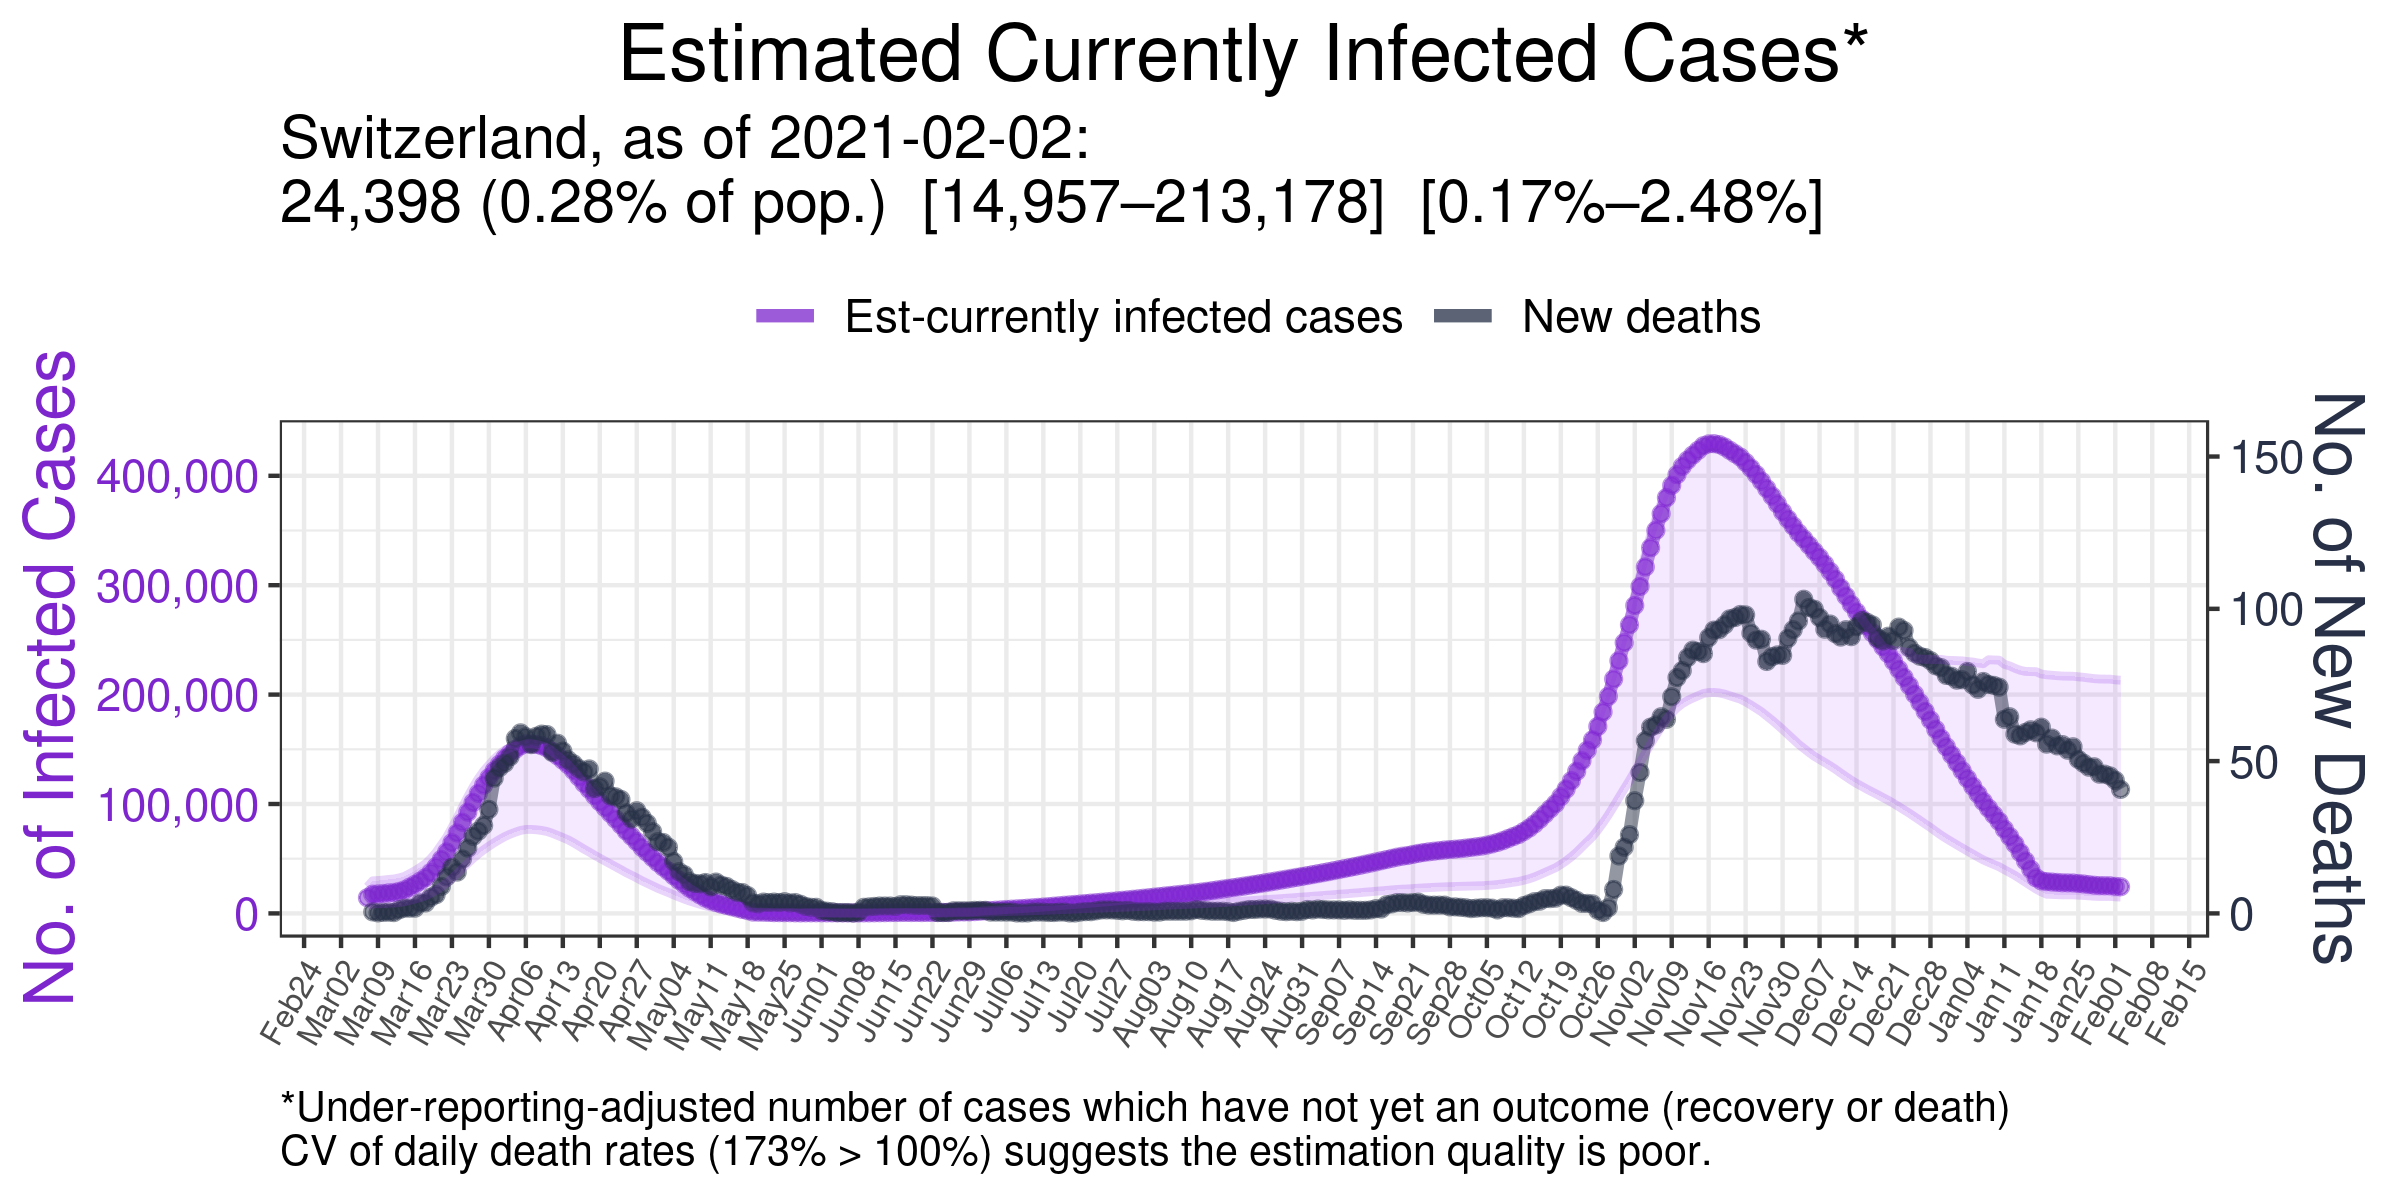 Estimated Currently Infected Cases*
Switzerland, as of 2021-02-02:
24,398 (0.28% of pop.) [14,957–213,178] [0.17%–2.48%]
Est-currently infected cases
New deaths
No. of Infected Cases
400,000
300,000
200,000
100,000
0
150
100
50
0
No. of New Deaths
Feb24
Mar02
Mar09
Mar16
Mar23
Mar30
Apr06
Apr13
Apr20
Apr27
May04
May11
May18
May25
Jun01
Jun08
Jun15
Jun22
Jun29
Jul06
Jul13
Jul20
Jul27
Aug03
Aug10
Aug17
Aug24
Aug31
Sep07
Sep14
Sep21
Sep28
Oct05
Oct12
Oct19
Oct26
Nov02
Nov09
Nov16
Nov23
Nov30
Dec07
Dec14
Dec21
Dec28
Jan04
Jan11
Jan18
Jan25
Feb01
Feb08
Feb15
*Under-reporting-adjusted number of cases which have not yet an outcome (recovery or death)
CV of daily death rates (173% > 100%) suggests the estimation quality is poor.